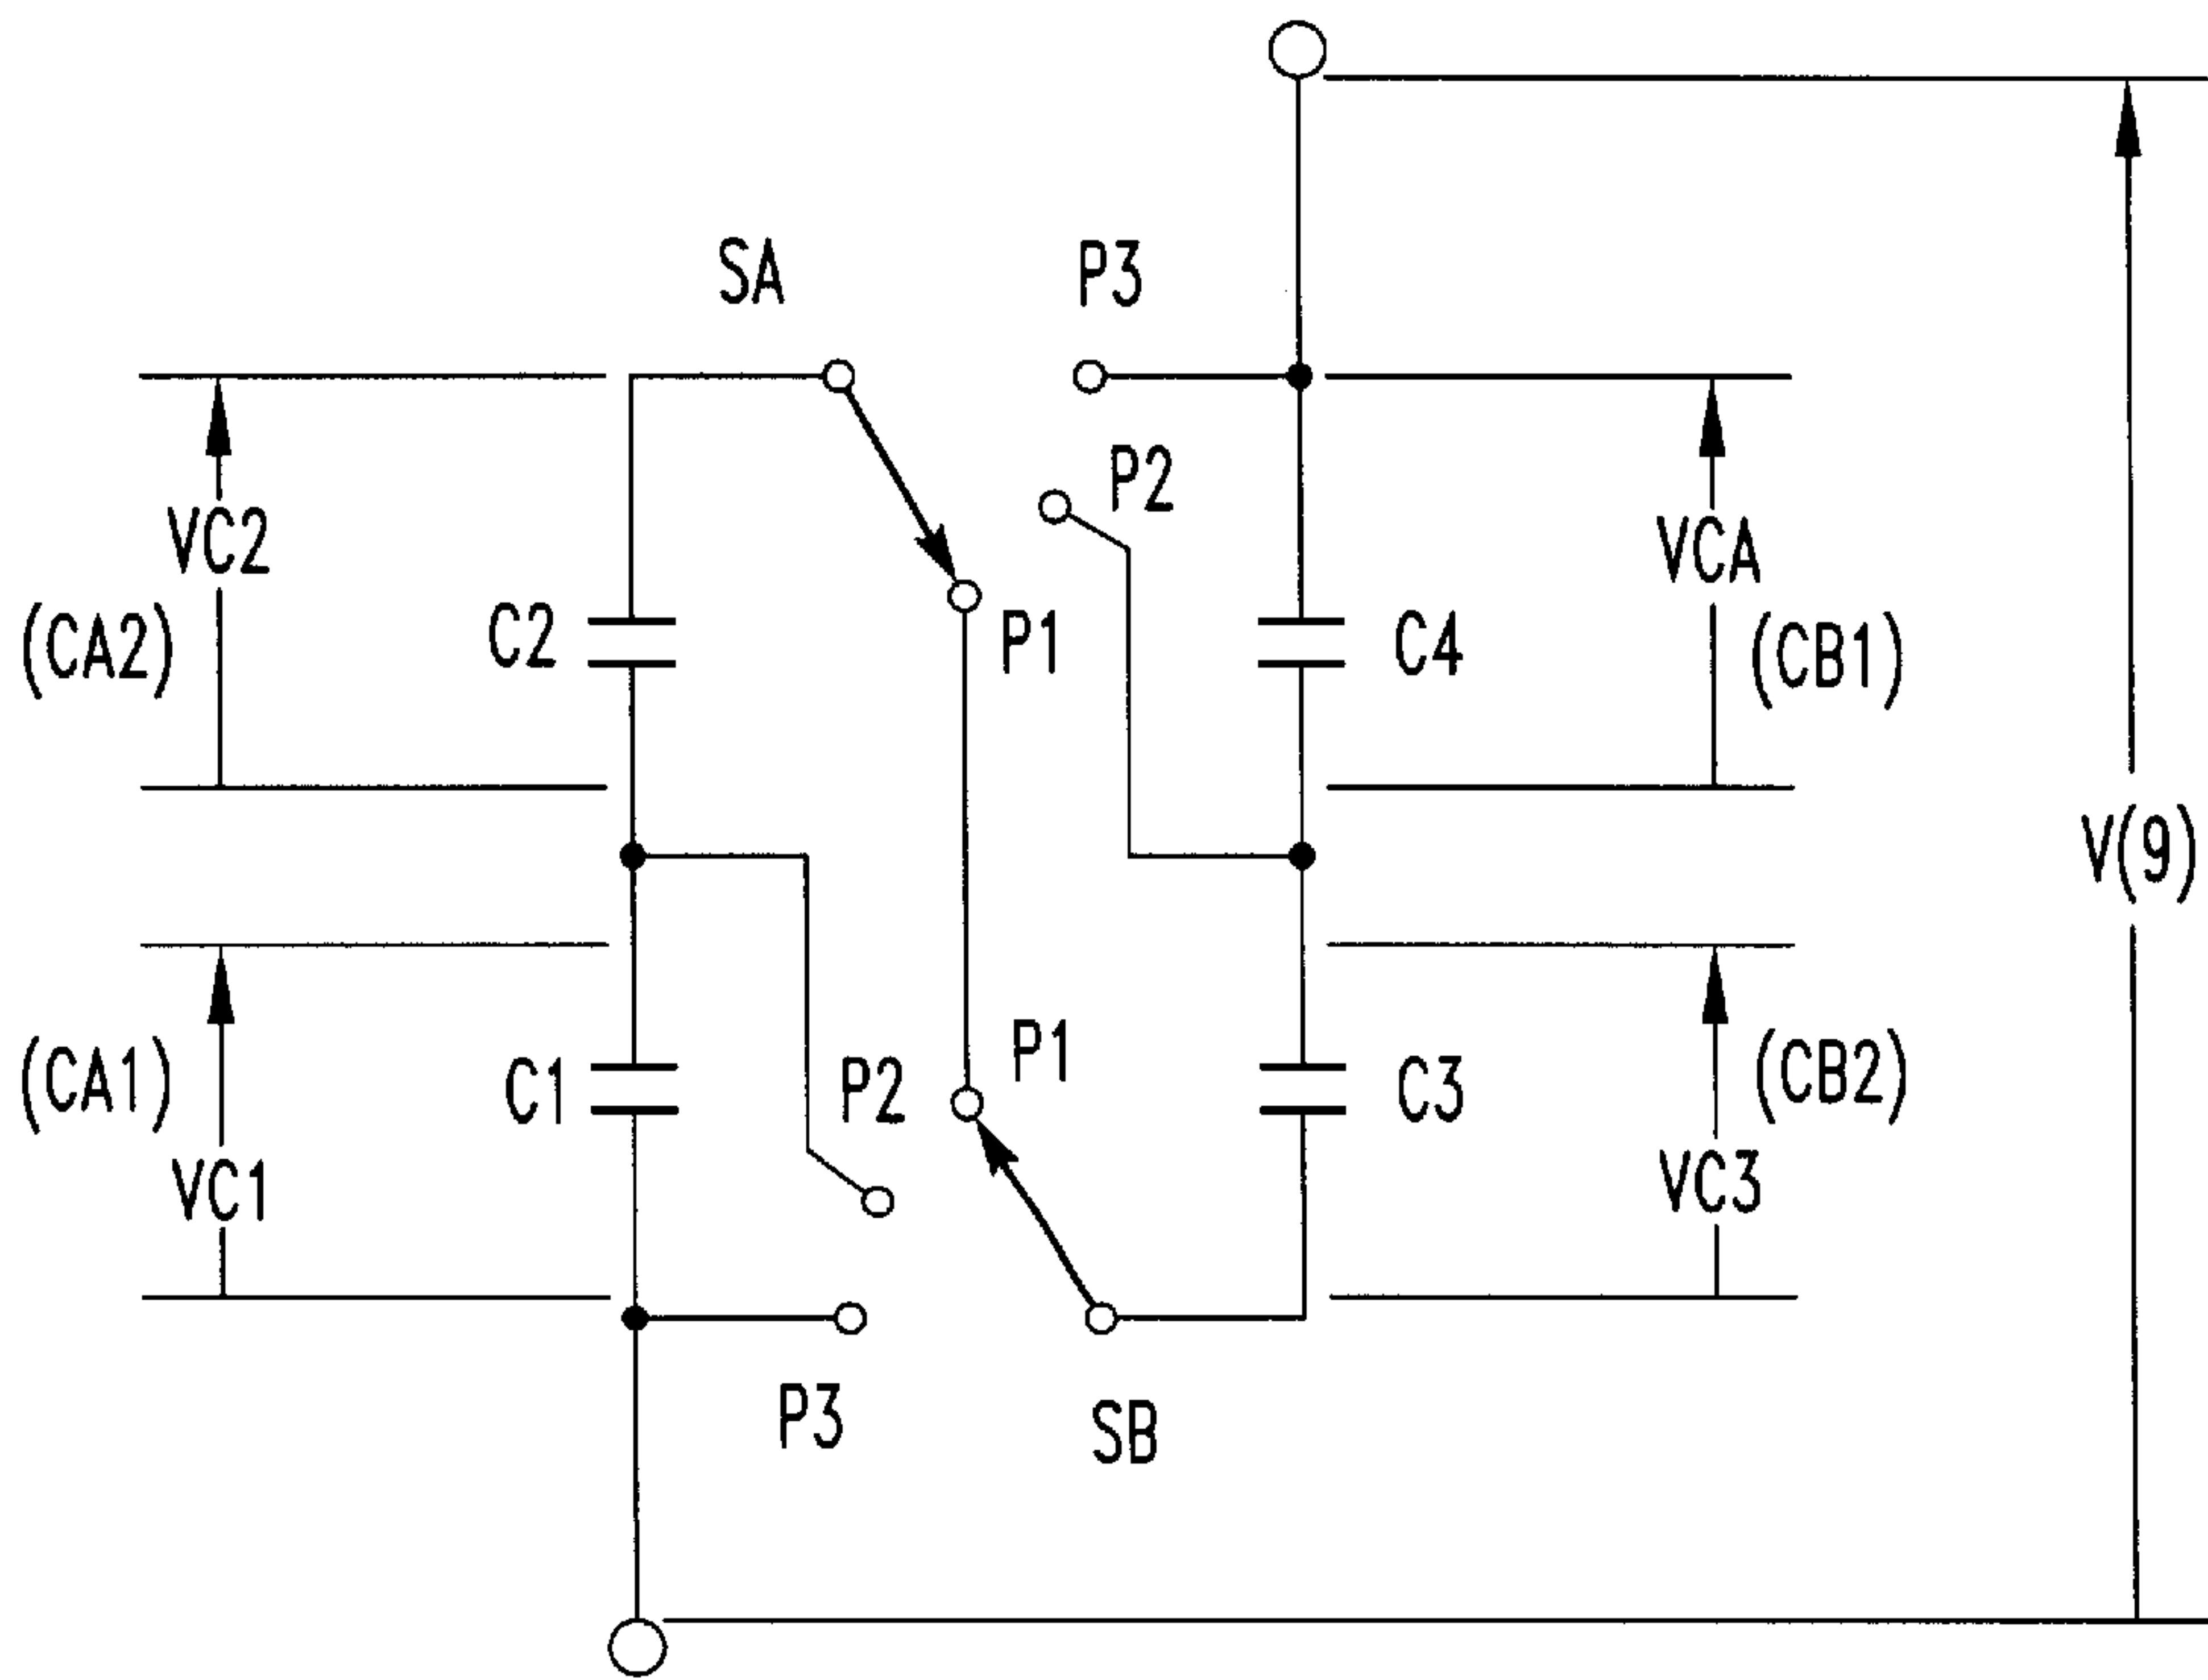 SA
P3
P2
VC2
VCA
(CA2)
C2
P1
C4
(CB1)
V(9)
P1
(CA1)
C1
P2
C3
(CB2)
VC1
VC3
P3
SB